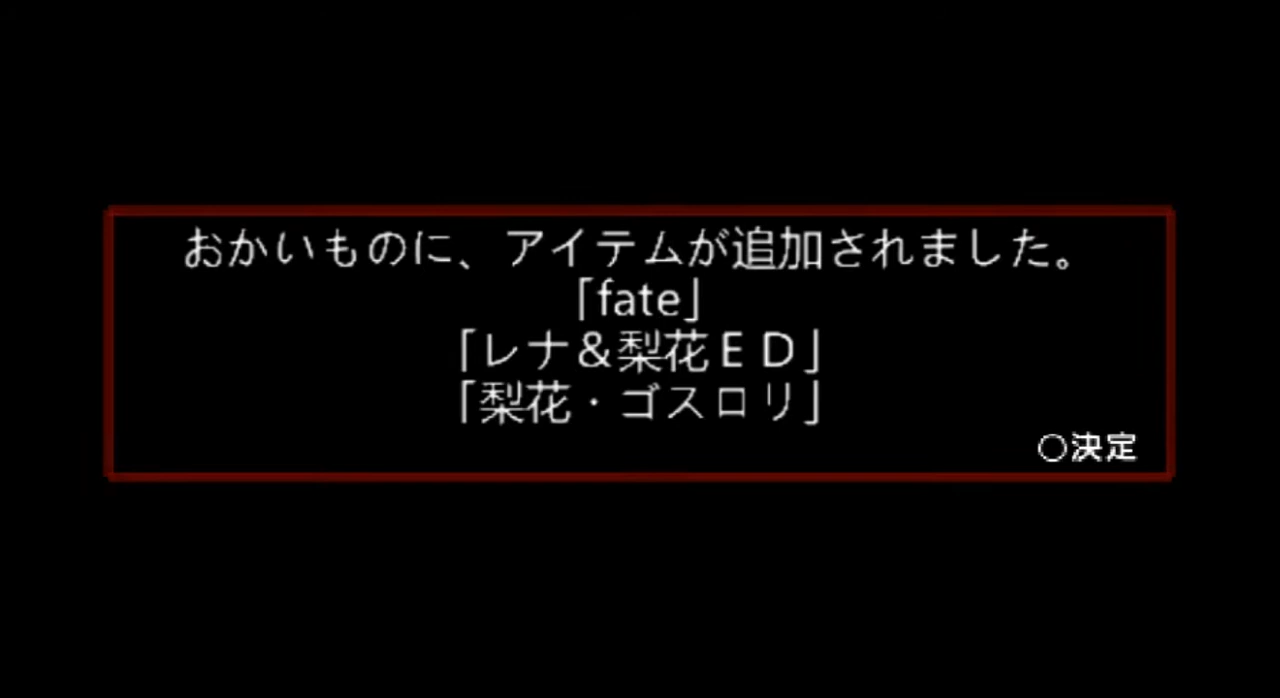 おかいものに、アイテムが追加されました。
「fate」
「レナ＆梨花ＥＤ」
「梨花・ゴスロリ」
○決定